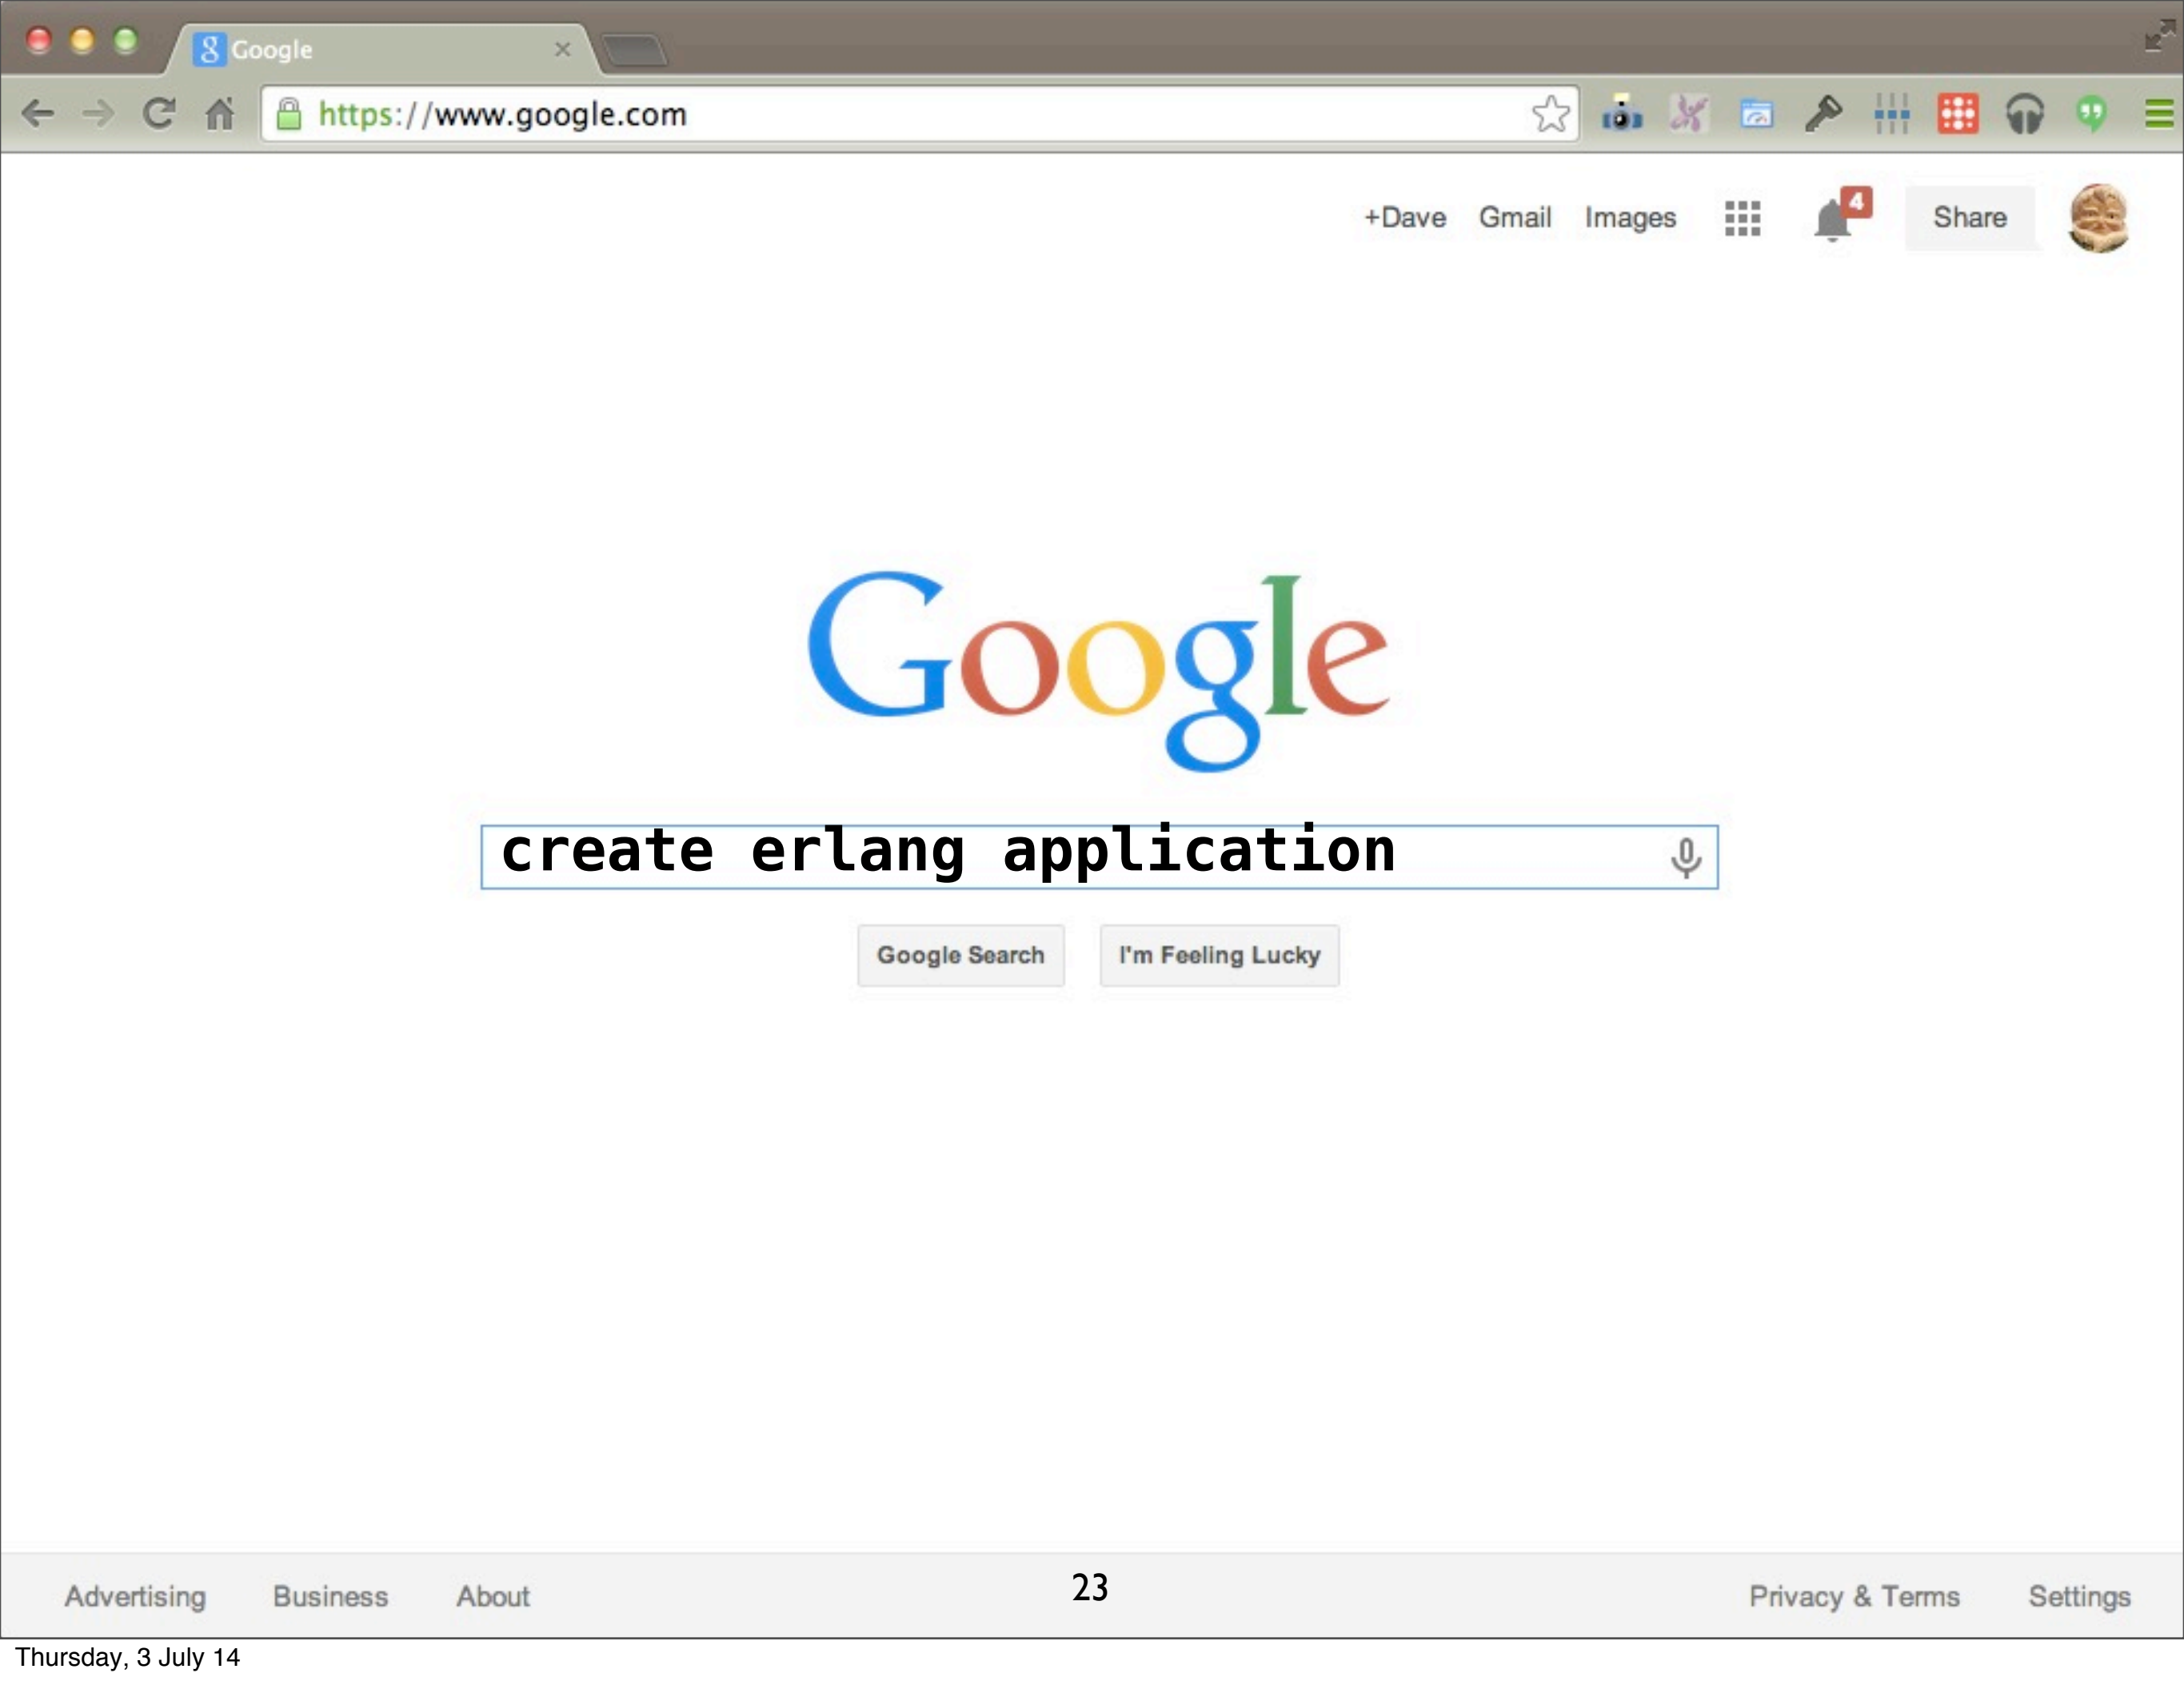 Google
https://www.google.com
+Dave Gmail Images 4 Share
Google
create erlang application
Google Search I'm Feeling Lucky
Advertising Business About 23 Privacy & Terms Settings
Thursday, 3 July 14